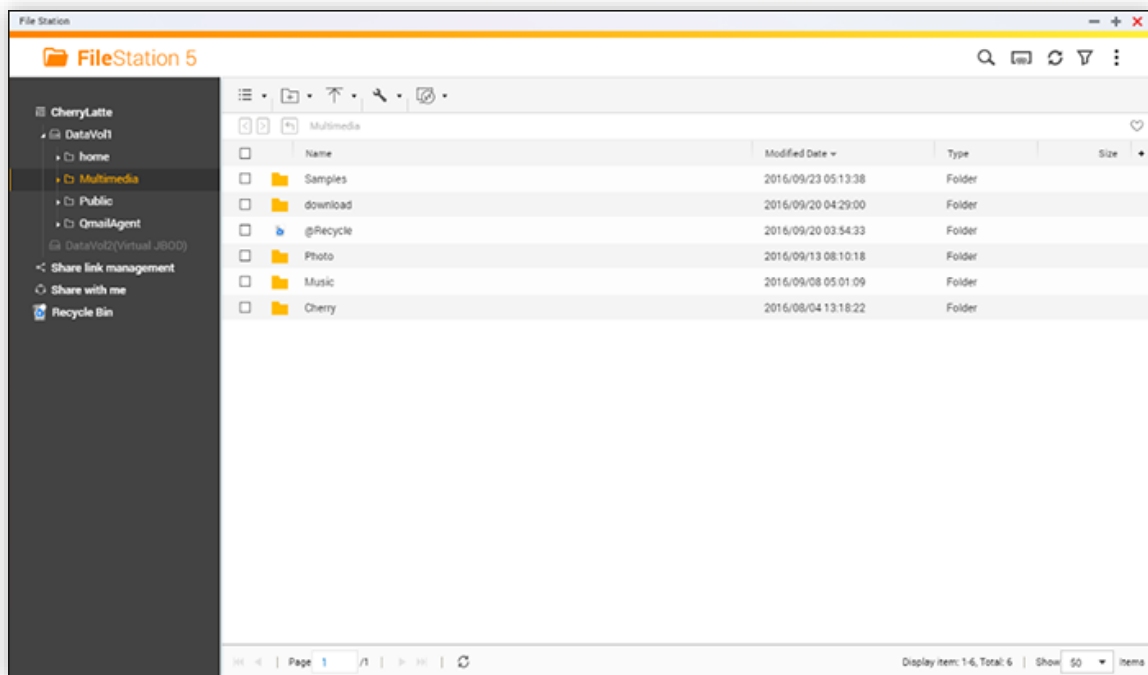 File Station
FileStation 5
CherryLatte
DataVol1
home
Multimedia
Public
QmailAgent
DataVol2(Virtual JBOD)
Share link management
Share with me
Recycle Bin
Multimedia
Name Modified Date Type Size
Samples 2016/09/23 05:13:38 Folder
download 2016/09/20 04:29:00 Folder
@Recycle 2016/09/20 03:54:33 Folder
Photo 2016/09/13 08:10:18 Folder
Music 2016/09/08 05:01:09 Folder
Cherry 2016/08/04 13:18:22 Folder
Page 1 /1 Display item: 1-6, Total: 6 | Show 50 Items